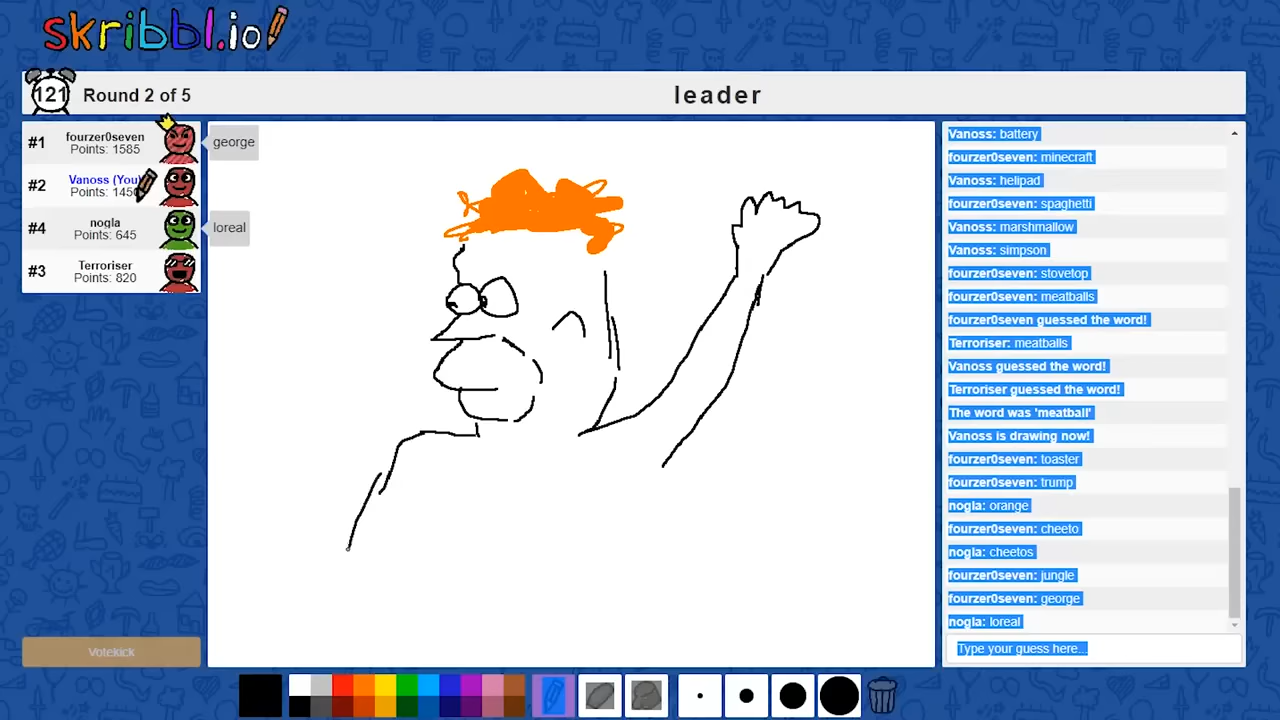 skribbl.io
121
Round 2 of 5
leader
#1
fourzer0seven
Points: 1585
george
#2
Vanoss (You)
Points: 1450
#4
nogla
Points: 645
loreal
#3
Terroriser
Points: 820
Votekick
Vanoss: battery
fourzer0seven: minecraft
Vanoss: helipad
fourzer0seven: spaghetti
Vanoss: marshmallow
Vanoss: simpson
fourzer0seven: stovetop
fourzer0seven: meatballs
fourzer0seven guessed the word!
Terroriser: meatballs
Vanoss guessed the word!
Terroriser guessed the word!
The word was 'meatball'
Vanoss is drawing now!
fourzer0seven: toaster
fourzer0seven: trump
nogla: orange
fourzer0seven: cheeto
nogla: cheetos
fourzer0seven: jungle
fourzer0seven: george
nogla: loreal
Type your guess here...